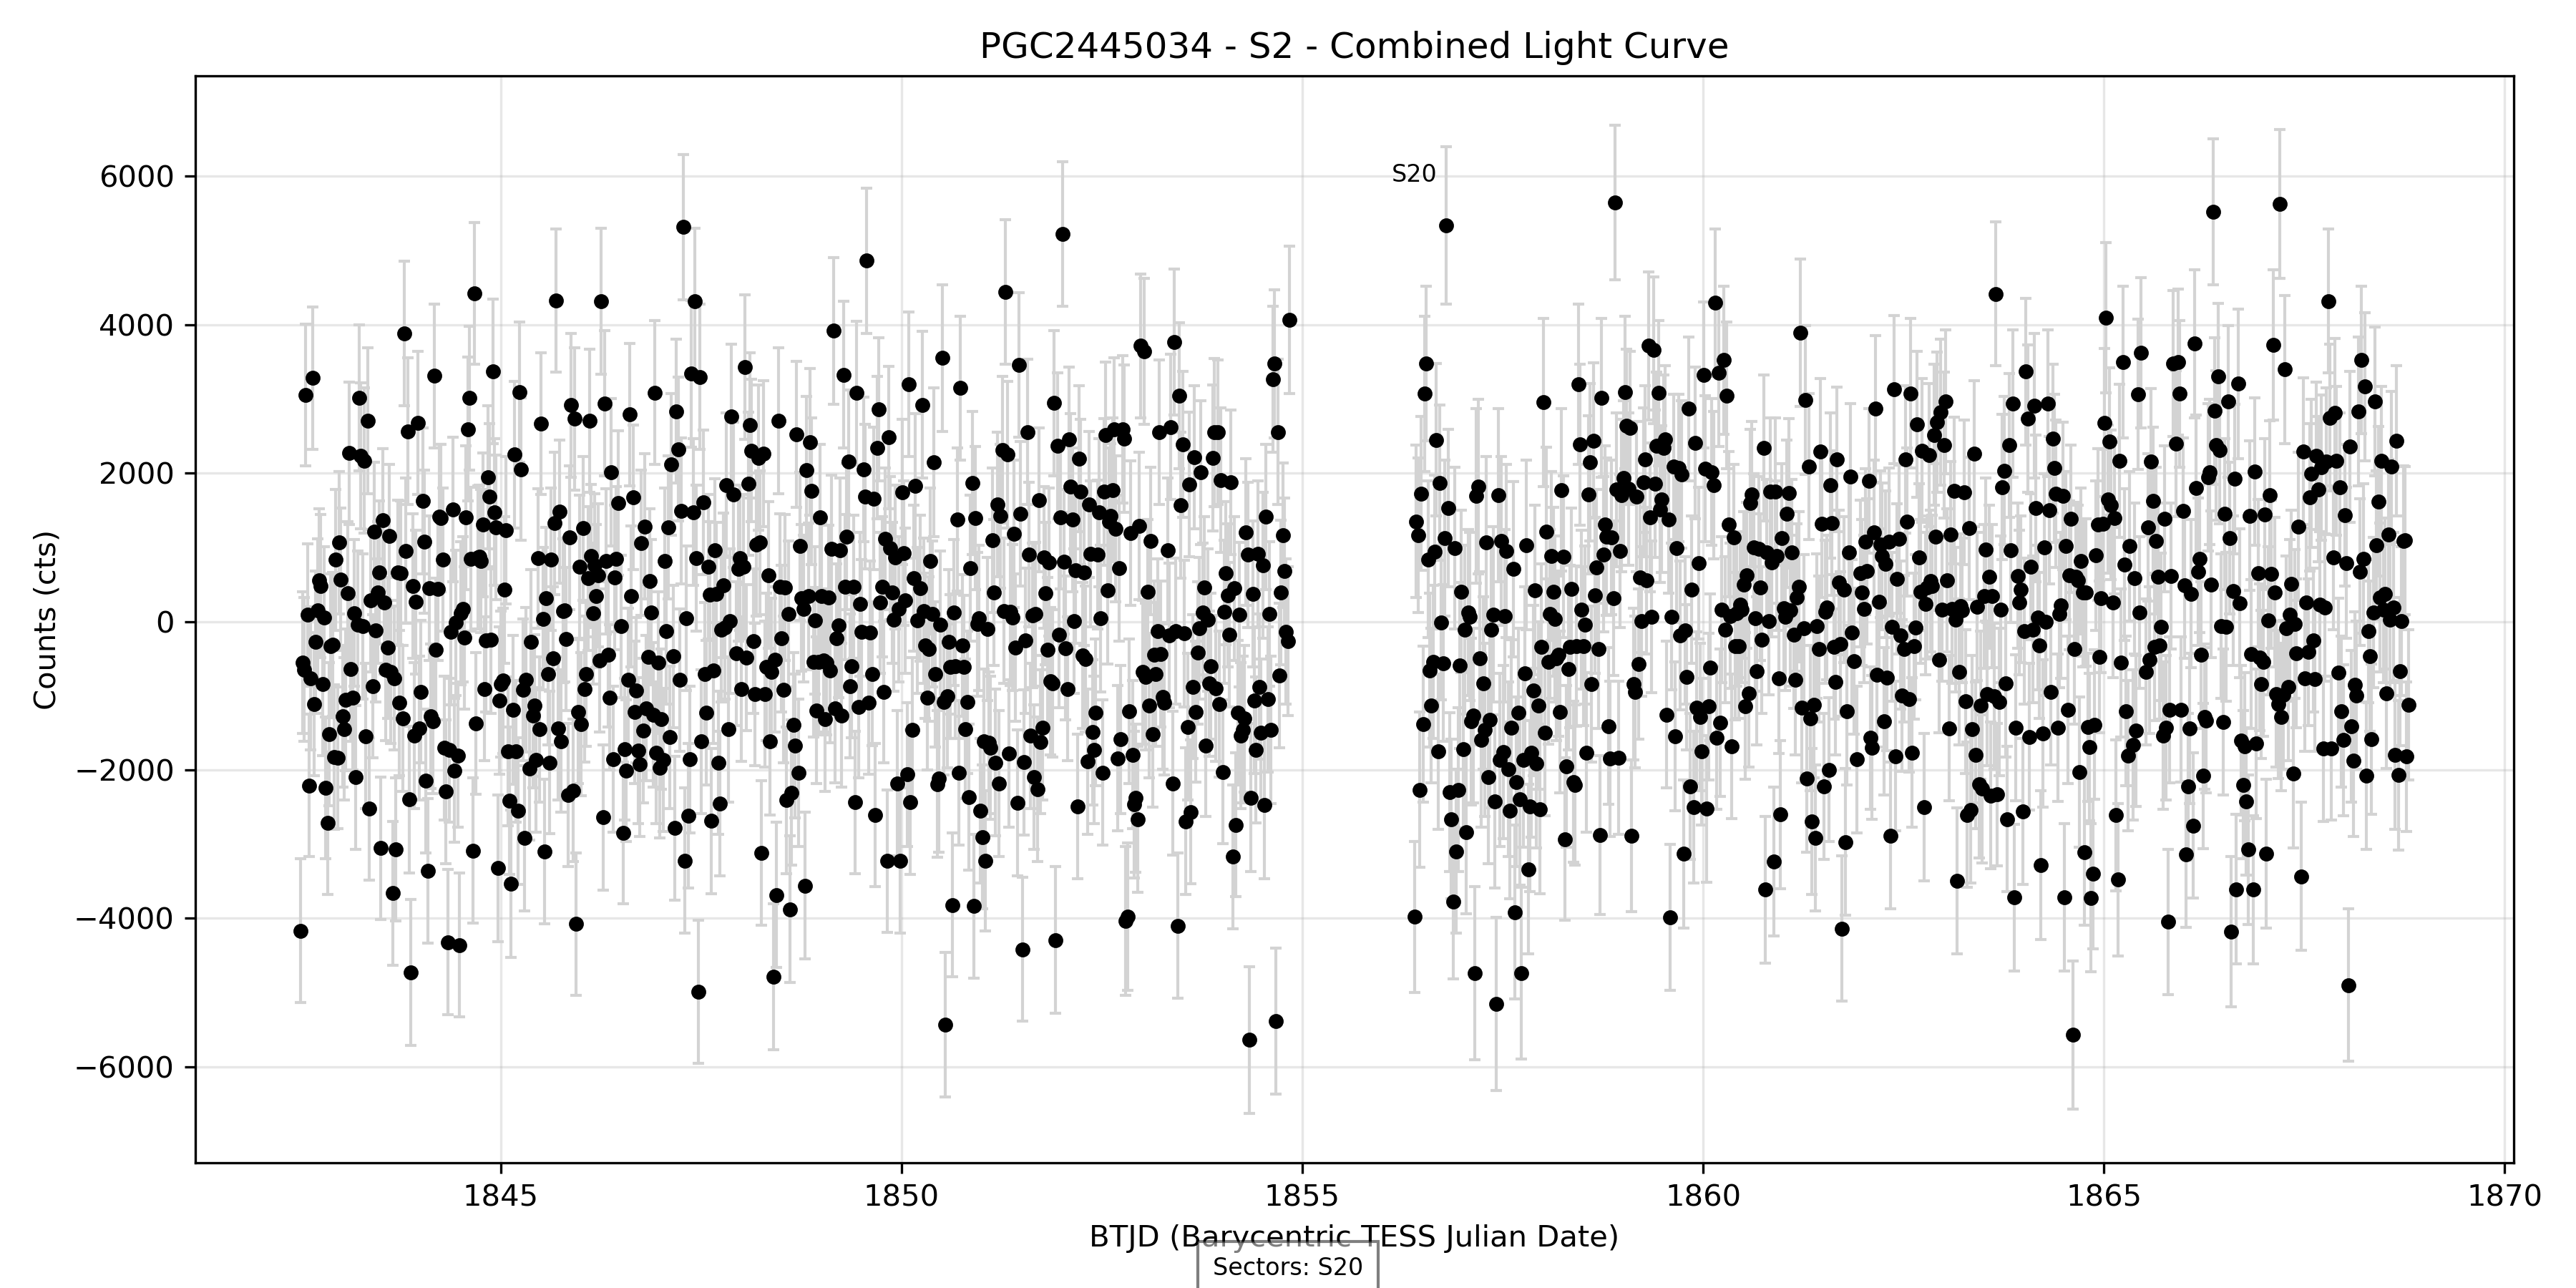 PGC2445034 - S2 - Combined Light Curve
6000
4000
2000
0
−2000
−4000
−6000
Counts (cts)
S20
1845
1850
1855
1860
1865
1870
BTJD (Barycentric TESS Julian Date)
Sectors: S20